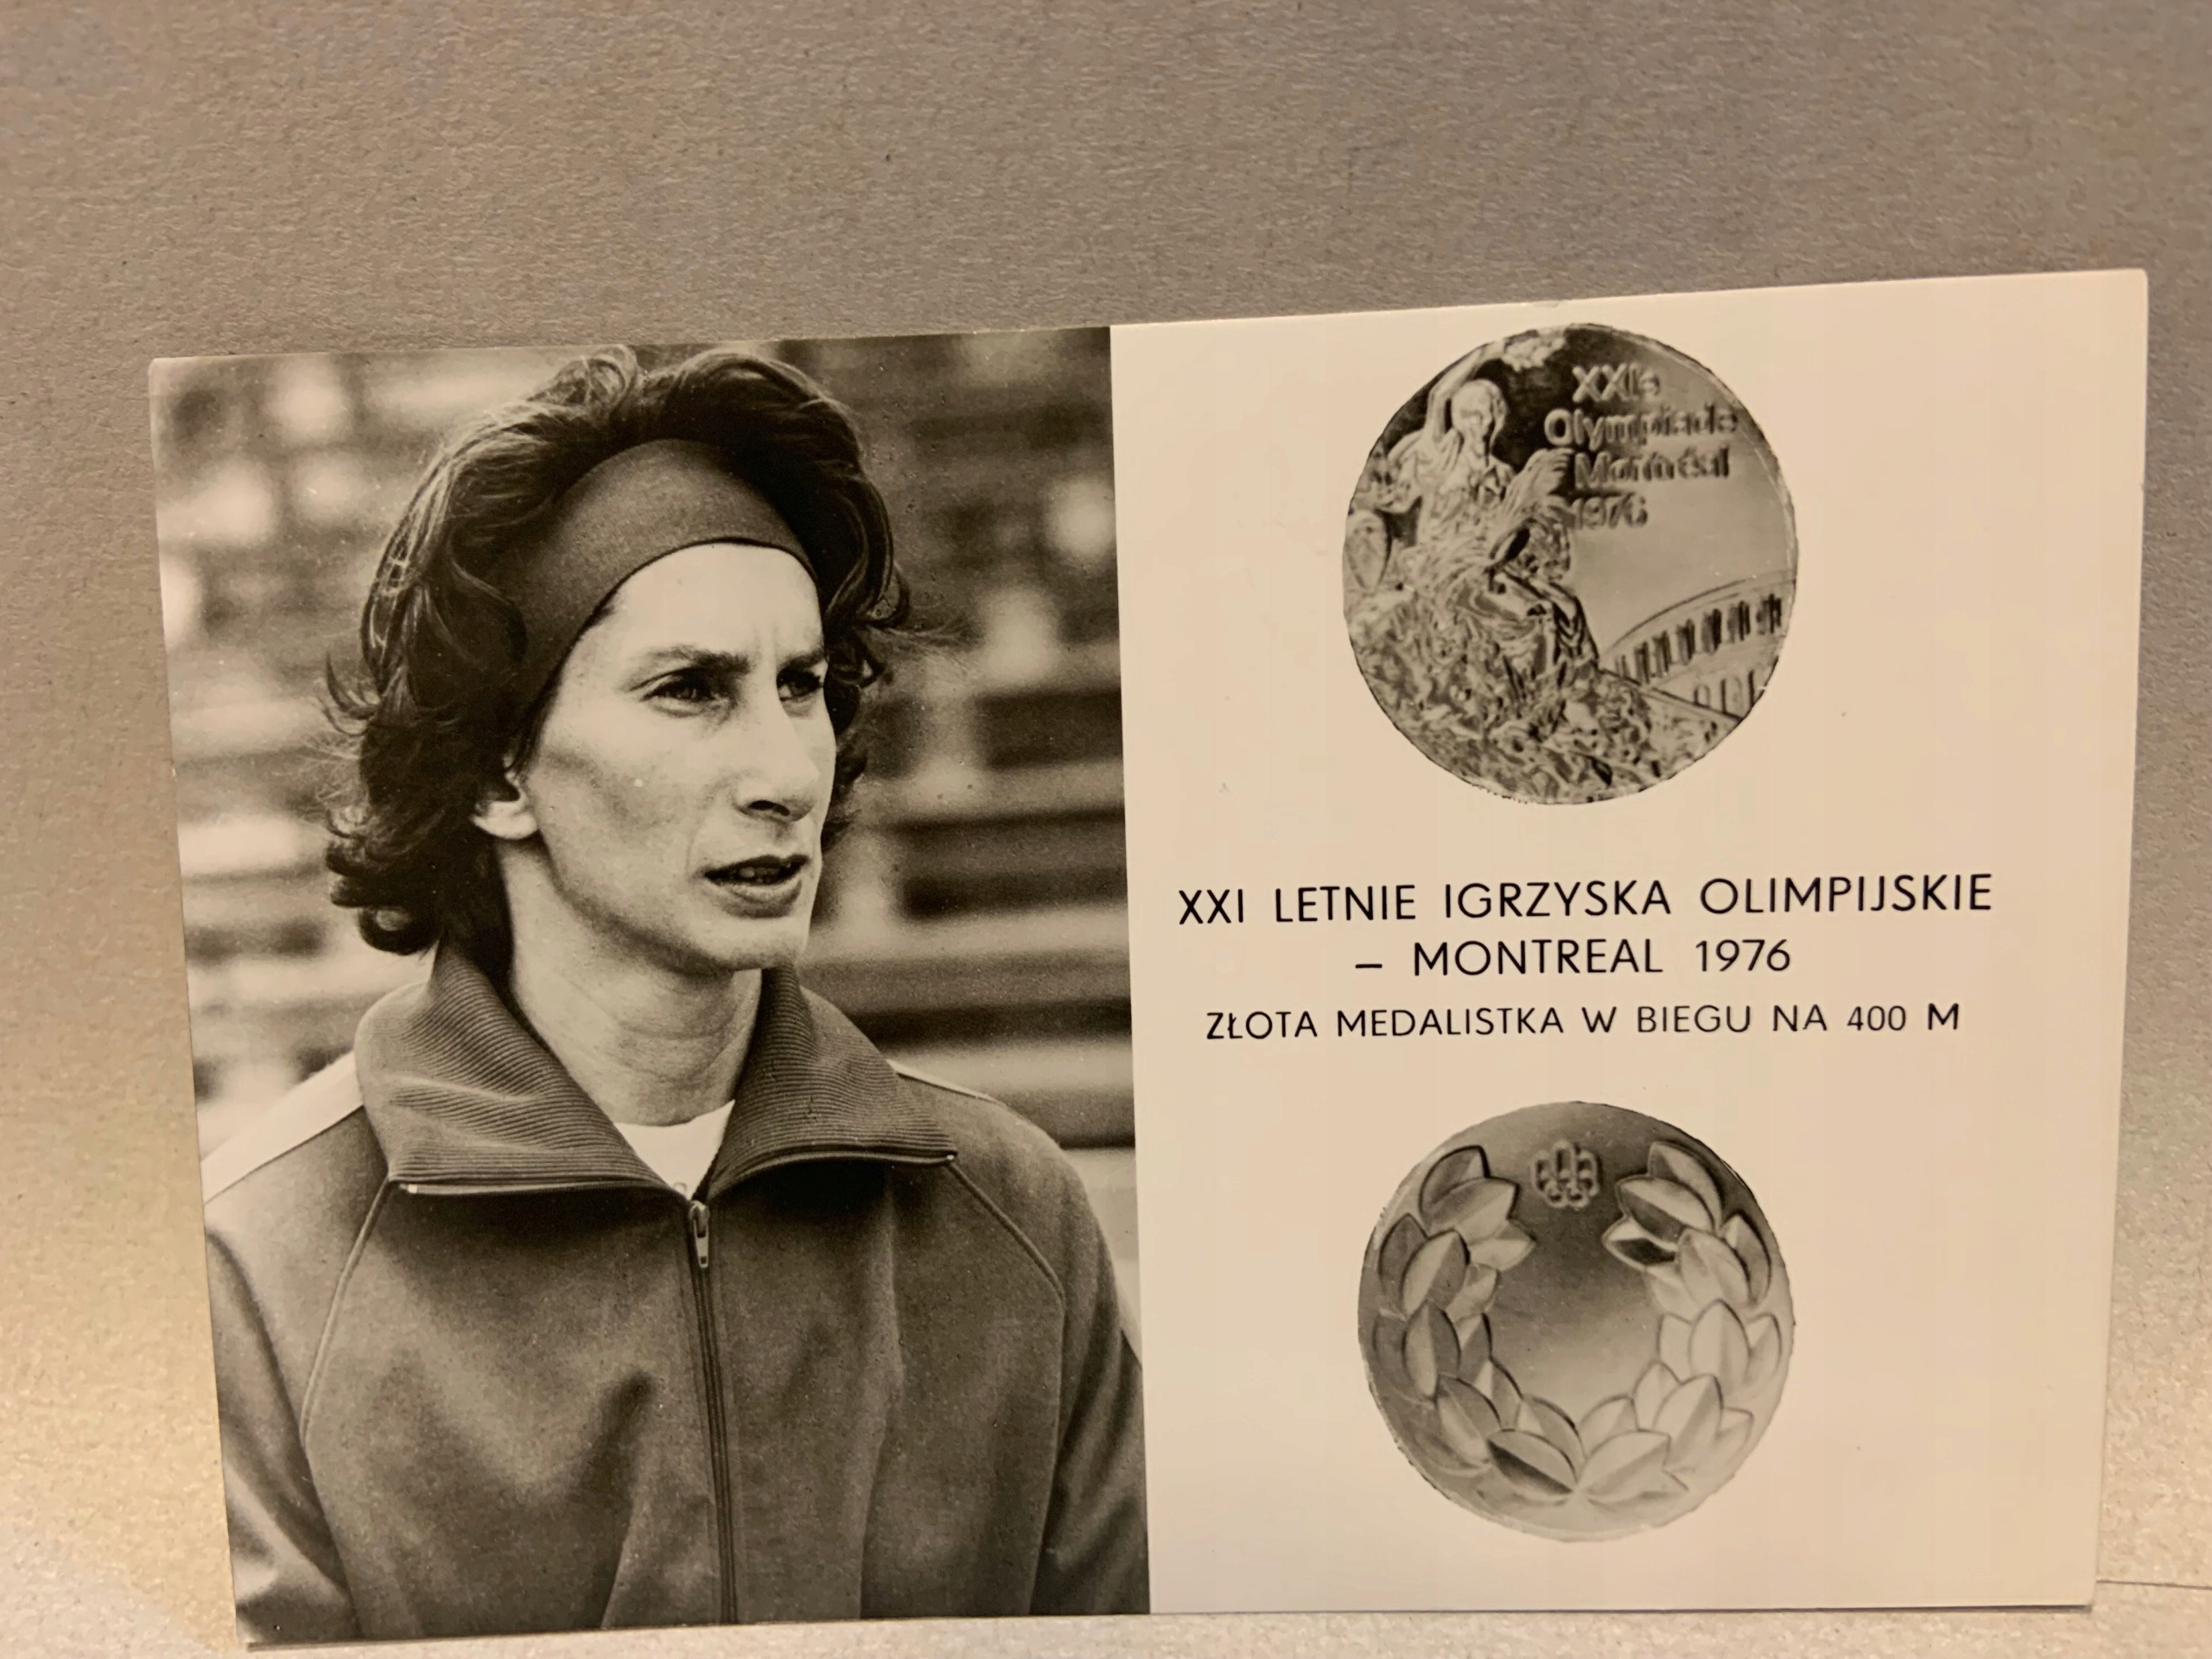 XXIe
Olympiade
Montréal
1976
XXI LETNIE IGRZYSKA OLIMPIJSKIE
– MONTREAL 1976
ZŁOTA MEDALISTKA W BIEGU NA 400 M